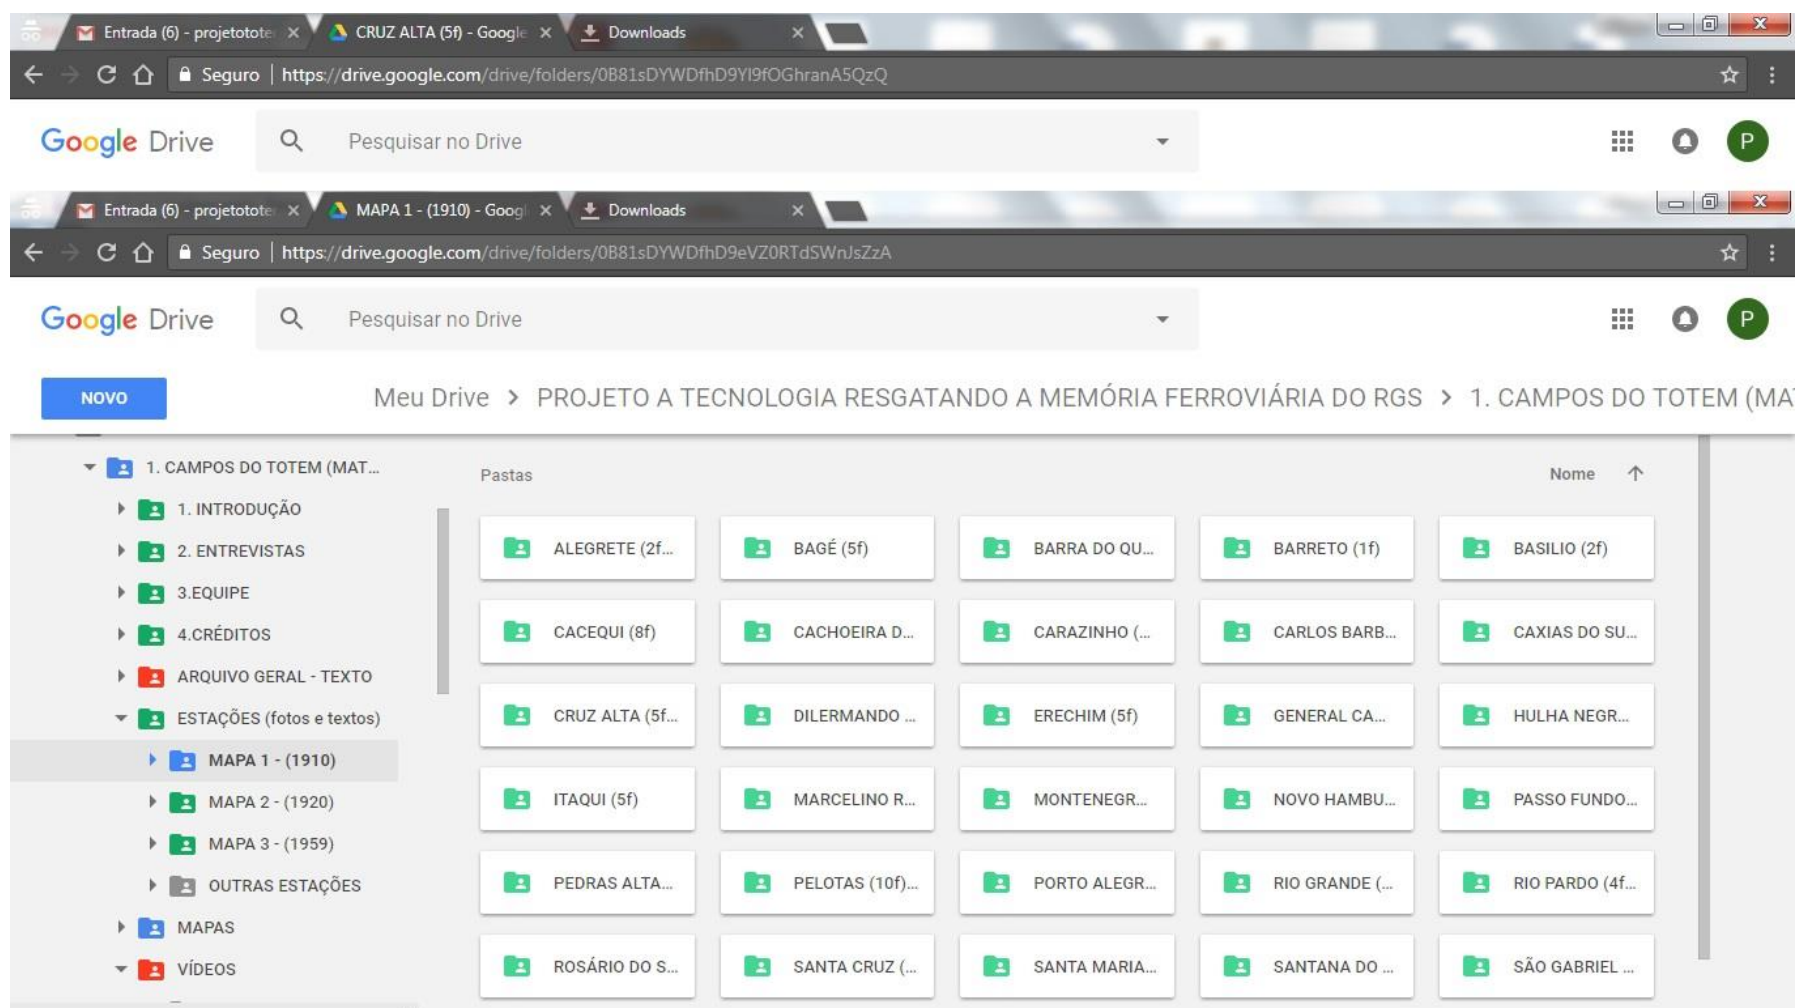 Entrada (6) - projetotote × CRUZ ALTA (5f) - Google × Downloads ×
Seguro | https://drive.google.com/drive/folders/0B81sDYWDfhD9Yl9fOGhranA5QzQ
Google Drive Pesquisar no Drive P
Entrada (6) - projetotote × MAPA 1 - (1910) - Googl × Downloads ×
Seguro | https://drive.google.com/drive/folders/0B81sDYWDfhD9eVZ0RTdSWnJsZzA
Google Drive Pesquisar no Drive P
NOVO Meu Drive > PROJETO A TECNOLOGIA RESGATANDO A MEMÓRIA FERROVIÁRIA DO RGS > 1. CAMPOS DO TOTEM (MA
1. CAMPOS DO TOTEM (MAT...
1. INTRODUÇÃO
2. ENTREVISTAS
3.EQUIPE
4.CRÉDITOS
ARQUIVO GERAL - TEXTO
ESTAÇÕES (fotos e textos)
MAPA 1 - (1910)
MAPA 2 - (1920)
MAPA 3 - (1959)
OUTRAS ESTAÇÕES
MAPAS
VÍDEOS
Pastas Nome
ALEGRETE (2f... BAGÉ (5f) BARRA DO QU... BARRETO (1f) BASILIO (2f)
CACEQUI (8f) CACHOEIRA D... CARAZINHO (... CARLOS BARB... CAXIAS DO SU...
CRUZ ALTA (5f... DILERMANDO ... ERECHIM (5f) GENERAL CA... HULHA NEGR...
ITAQUI (5f) MARCELINO R... MONTENEGR... NOVO HAMBU... PASSO FUNDO...
PEDRAS ALTA... PELOTAS (10f)... PORTO ALEGR... RIO GRANDE (... RIO PARDO (4f...
ROSÁRIO DO S... SANTA CRUZ (... SANTA MARIA... SANTANA DO ... SÃO GABRIEL ...